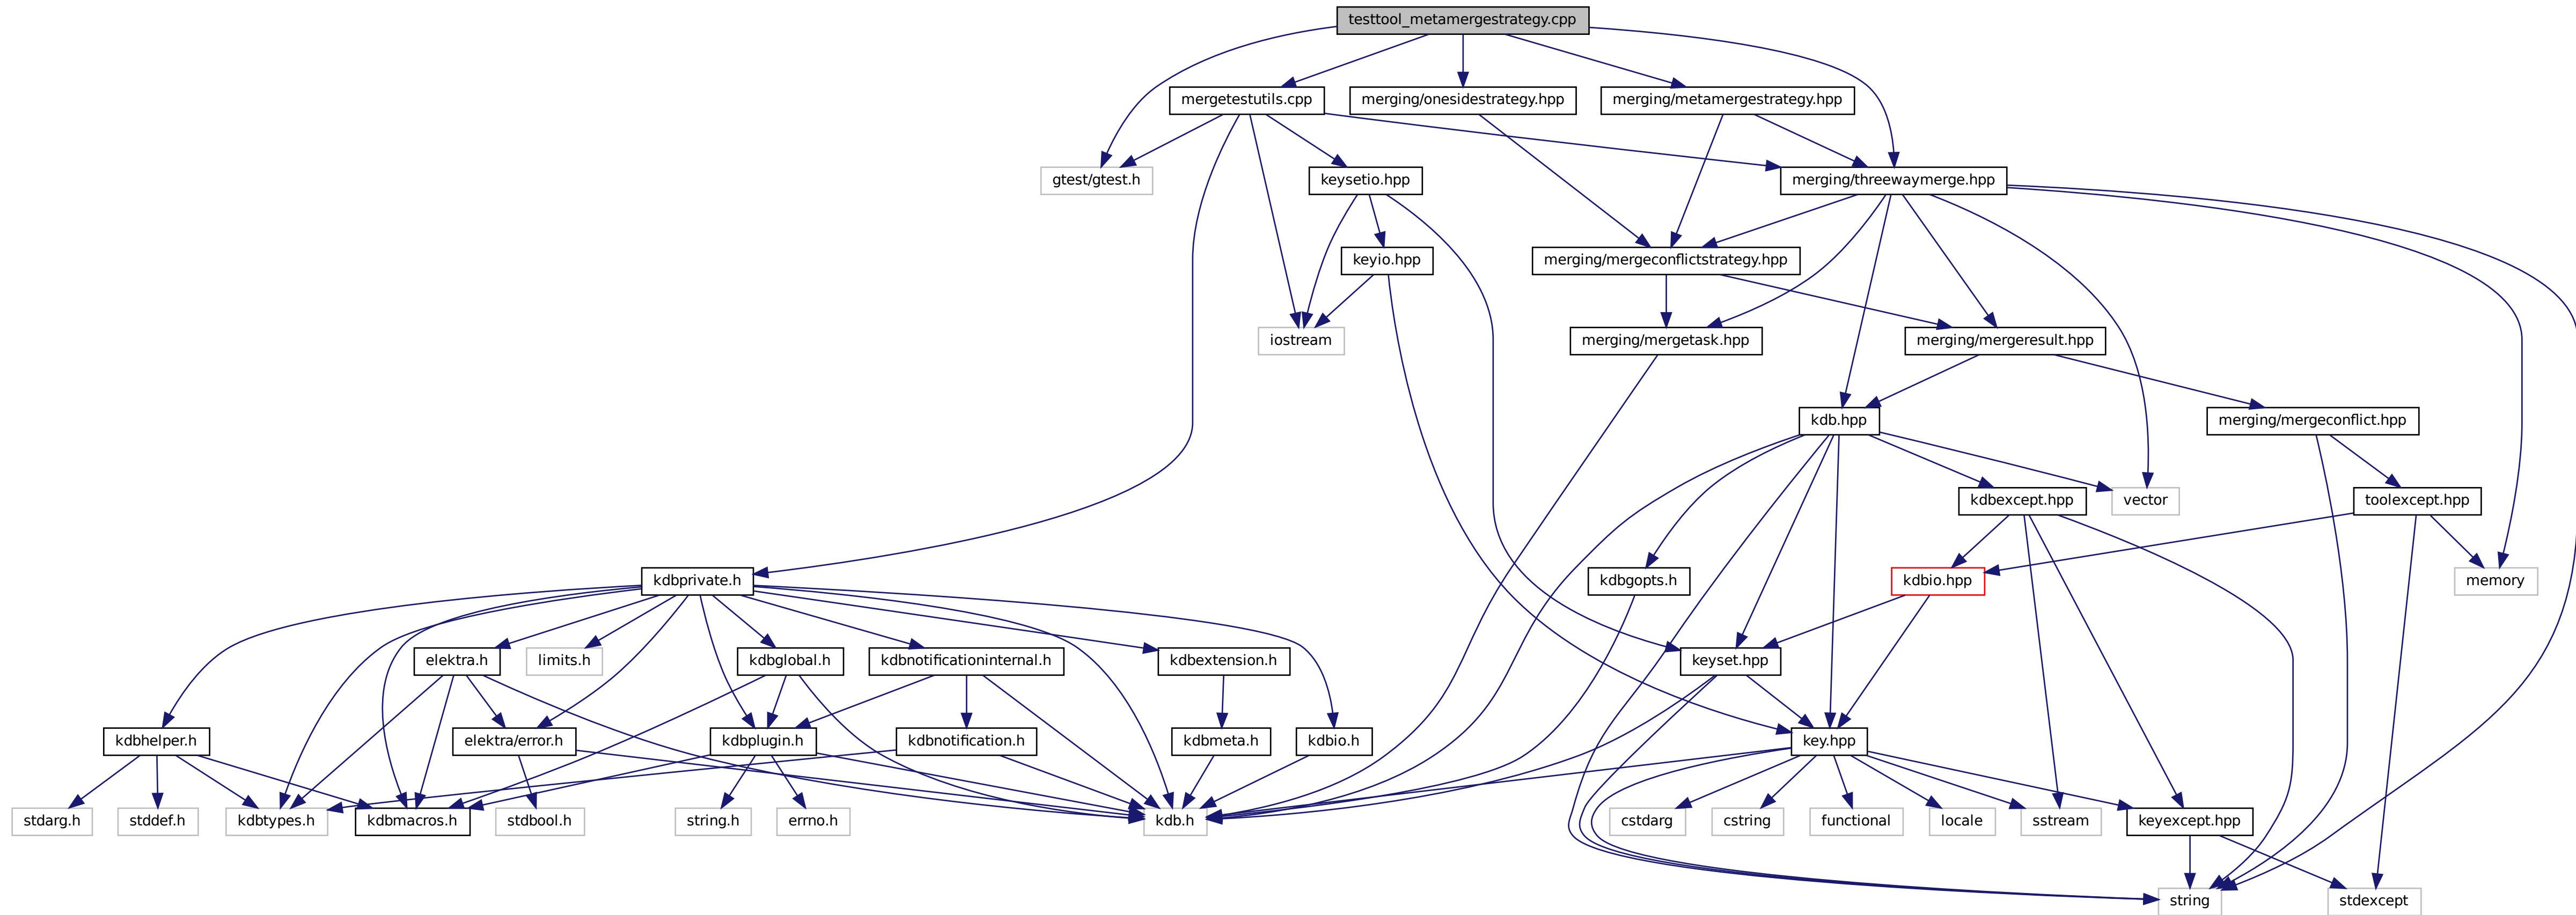 testtool_metamergestrategy.cpp
mergetestutils.cpp
merging/onesidestrategy.hpp
merging/metamergestrategy.hpp
gtest/gtest.h
keysetio.hpp
merging/threewaymerge.hpp
keyio.hpp
merging/mergeconflictstrategy.hpp
iostream
merging/mergetask.hpp
merging/mergeresult.hpp
kdb.hpp
merging/mergeconflict.hpp
kdbexcept.hpp
vector
toolexcept.hpp
kdbprivate.h
kdbgopts.h
kdbio.hpp
memory
elektra.h
limits.h
kdbglobal.h
kdbnotificationinternal.h
kdbextension.h
keyset.hpp
kdbhelper.h
elektra/error.h
kdbplugin.h
kdbnotification.h
kdbmeta.h
kdbio.h
key.hpp
stdarg.h
stddef.h
kdbtypes.h
kdbmacros.h
stdbool.h
string.h
errno.h
kdb.h
cstdarg
cstring
functional
locale
sstream
keyexcept.hpp
string
stdexcept